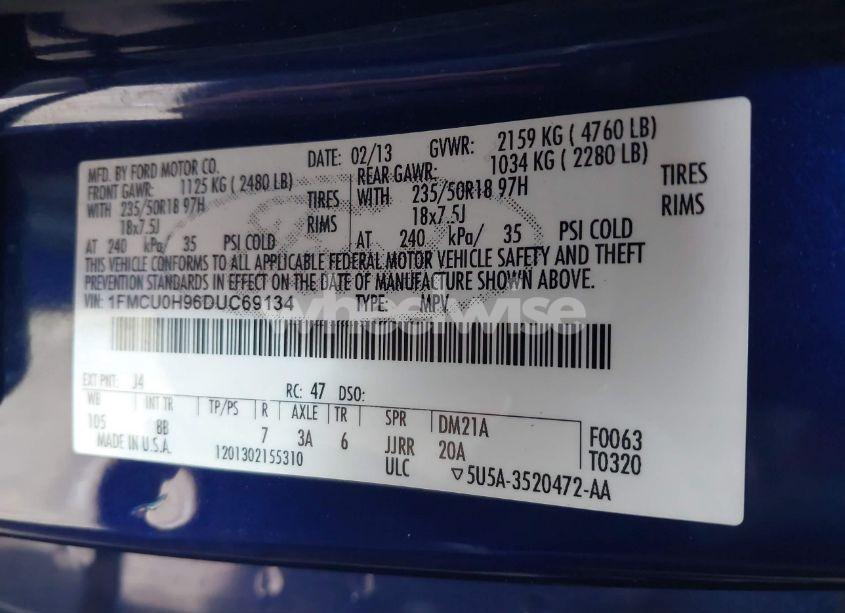 MFD. BY FORD MOTOR CO.
DATE: 02/13 GVWR: 2159 KG ( 4760 LB)
FRONT GAWR: 1125 KG ( 2480 LB) REAR GAWR: 1034 KG ( 2280 LB)
WITH 235/50R18 97H TIRES WITH 235/50R18 97H TIRES
18x7.5J RIMS 18x7.5J RIMS
AT 240 kPa/ 35 PSI COLD AT 240 kPa/ 35 PSI COLD
THIS VEHICLE CONFORMS TO ALL APPLICABLE FEDERAL MOTOR VEHICLE SAFETY AND THEFT
PREVENTION STANDARDS IN EFFECT ON THE DATE OF MANUFACTURE SHOWN ABOVE.
VIN: 1FMCU0H96DUC69134 TYPE: MPV
wheelwise
EXT PNT: J4 RC: 47 DSO:
WB INT TR TP/PS R AXLE TR SPR DM21A F0063
105 8B 7 3A 6 JJRR 20A T0320
MADE IN U.S.A. 1201302155310 ULC ▽5U5A-3520472-AA